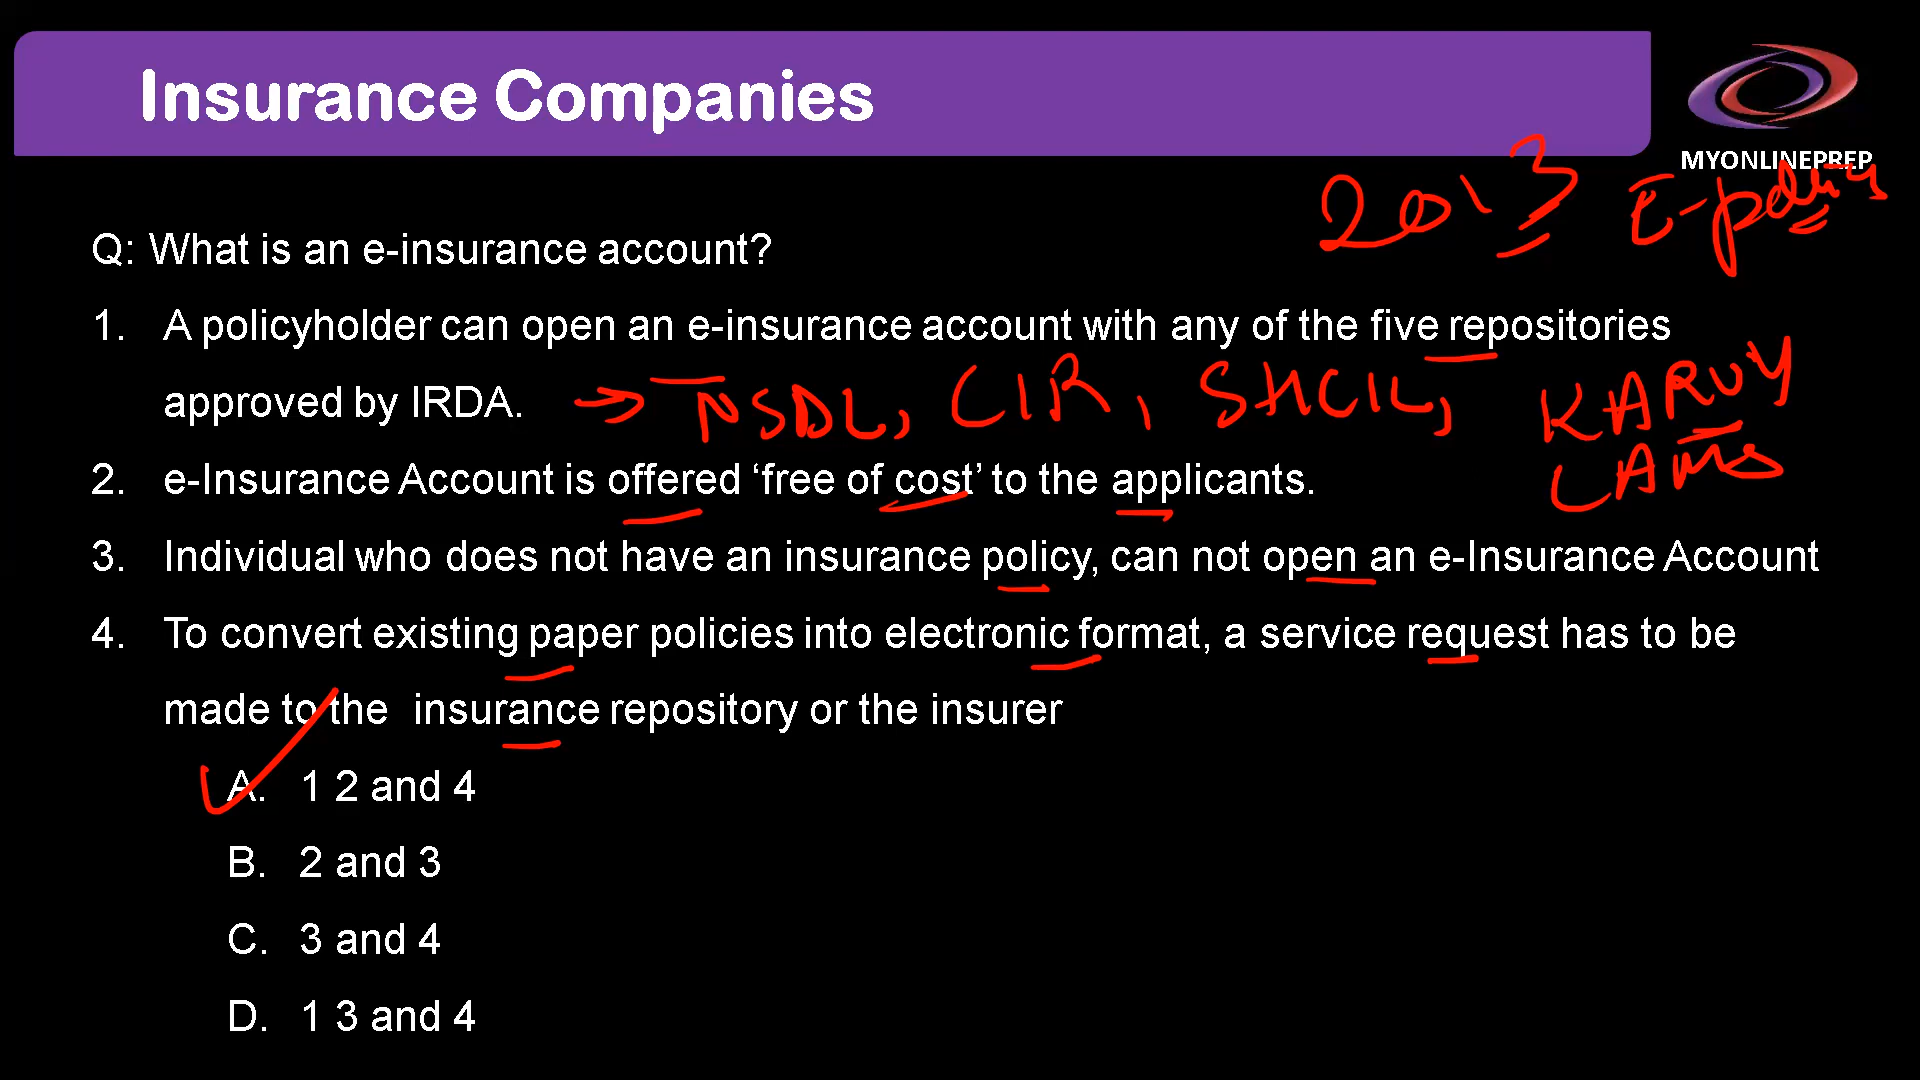 Insurance Companies
MYONLINEPREP
2013 E-policies
Q: What is an e-insurance account?
1. A policyholder can open an e-insurance account with any of the five repositories
approved by IRDA. → NSDL, CIR, SHCIL, KARVY
CAMS
2. e-Insurance Account is offered ‘free of cost’ to the applicants.
3. Individual who does not have an insurance policy, can not open an e-Insurance Account
4. To convert existing paper policies into electronic format, a service request has to be
made to the insurance repository or the insurer
A. 1 2 and 4
B. 2 and 3
C. 3 and 4
D. 1 3 and 4